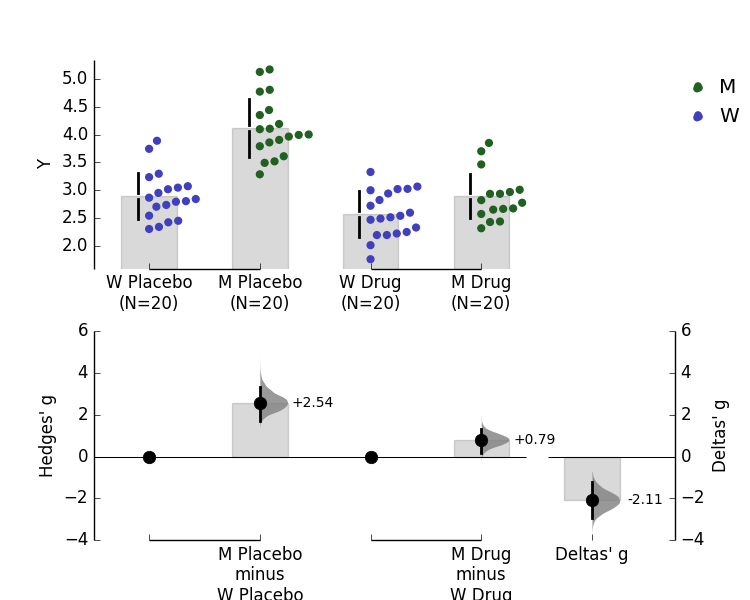 M
W
Y
5.0
4.5
4.0
3.5
3.0
2.5
2.0
W Placebo
(N=20)
M Placebo
(N=20)
W Drug
(N=20)
M Drug
(N=20)
Hedges' g
6
4
2
0
−2
−4
+2.54
+0.79
-2.11
6
4
2
0
−2
−4
Deltas' g
M Placebo
minus
W Placebo
M Drug
minus
W Drug
Deltas' g